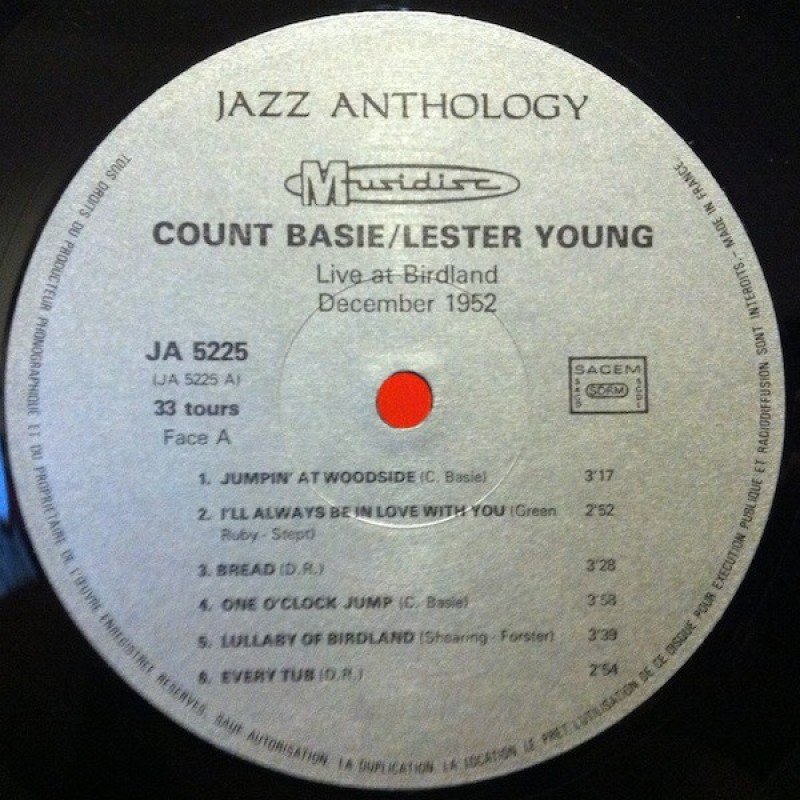 JAZZ ANTHOLOGY
Musidisc
COUNT BASIE/LESTER YOUNG
Live at Birdland
December 1952
JA 5225
(JA 5225 A)
33 tours
Face A
SACEM
SACD
SDRM
SCDL
1. JUMPIN' AT WOODSIDE (C. Basie) 3'17
2. I'LL ALWAYS BE IN LOVE WITH YOU (Green 2'52
Ruby - Stept)
3. BREAD (D.R.) 3'28
4. ONE O'CLOCK JUMP (C. Basie) 3'58
5. LULLABY OF BIRDLAND (Shearing - Forster) 3'39
6. EVERY TUB (D.R.) 2'54
TOUS DROITS DU PRODUCTEUR PHONOGRAPHIQUE ET DU PROPRIETAIRE DE L'ŒUVRE ENREGISTREE RESERVES. SAUF AUTORISATION. LA DUPLICATION, LA LOCATION LE PRET, L'UTILISATION DE CE DISQUE POUR EXECUTION PUBLIQUE ET RADIODIFFUSION SONT INTERDITS. - MADE IN FRANCE.